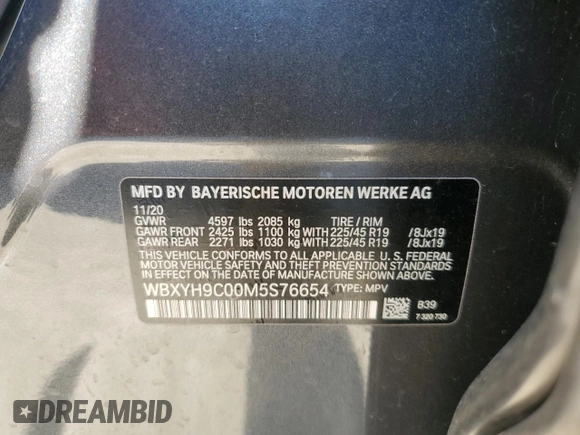 MFD BY BAYERISCHE MOTOREN WERKE AG
11/20
GVWR 4597 lbs 2085 kg TIRE / RIM
GAWR FRONT 2425 lbs 1100 kg WITH 225/45 R19 /8Jx19
GAWR REAR 2271 lbs 1030 kg WITH 225/45 R19 /8Jx19
THIS VEHICLE CONFORMS TO ALL APPLICABLE U. S. FEDERAL
MOTOR VEHICLE SAFETY, BUMPER, AND THEFT PREVENTION
STANDARDS IN EFFECT ON THE DATE OF MANUFACTURE SHOWN ABOVE.
WBXYH9C00M5S76654 TYPE: MPV
B39
7 320 730
DREAMBID